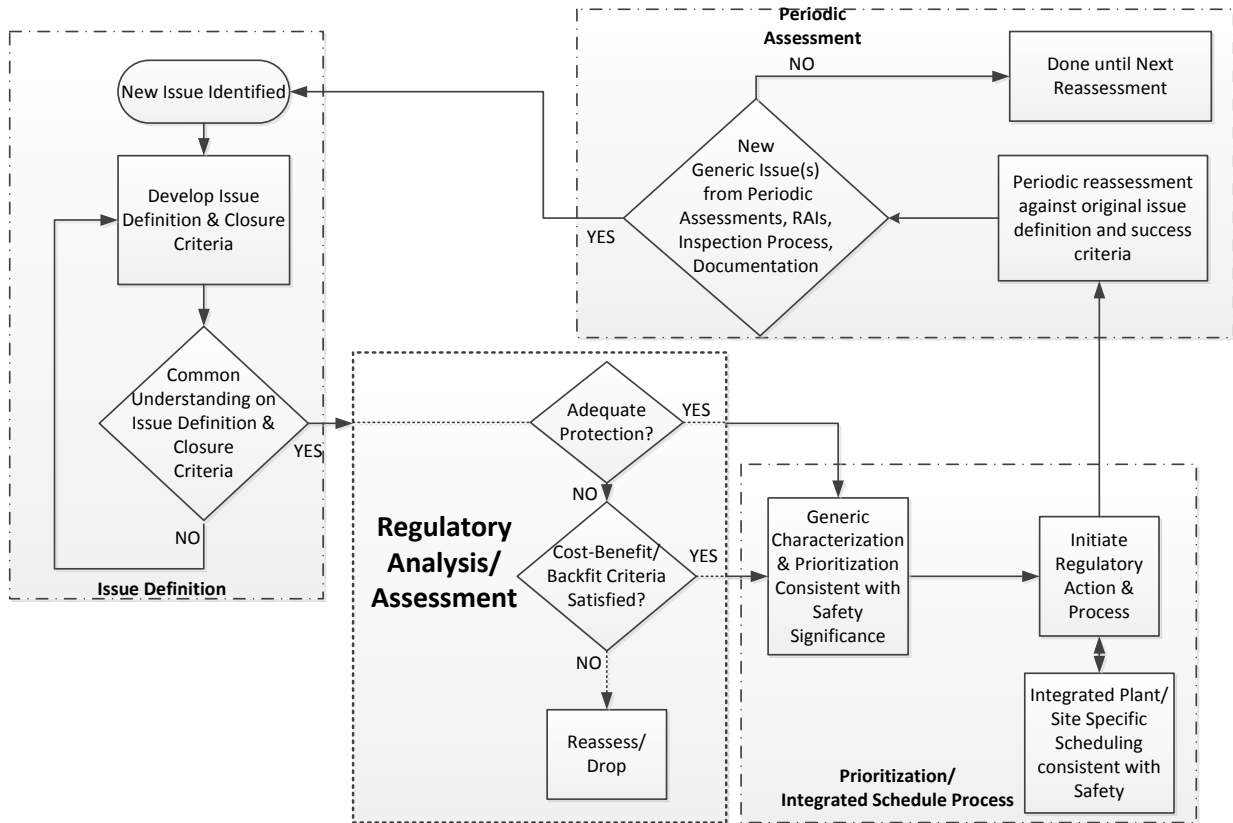 Periodic
Assessment
New Issue Identified
Develop Issue
Definition & Closure
Criteria
Common
Understanding on
Issue Definition &
Closure
Criteria
YES
NO
Issue Definition
NO
Done until Next
Reassessment
New
Generic Issue(s)
from Periodic
Assessments, RAIs,
Inspection Process,
Documentation
YES
Periodic reassessment
against original issue
definition and success
criteria
Adequate
Protection?
YES
NO
Regulatory
Analysis/
Assessment
Cost-Benefit/
Backfit Criteria
Satisfied?
YES
NO
Reassess/
Drop
Generic
Characterization
& Prioritization
Consistent with
Safety
Significance
Initiate
Regulatory
Action &
Process
Integrated Plant/
Site Specific
Scheduling
consistent with
Safety
Prioritization/
Integrated Schedule Process